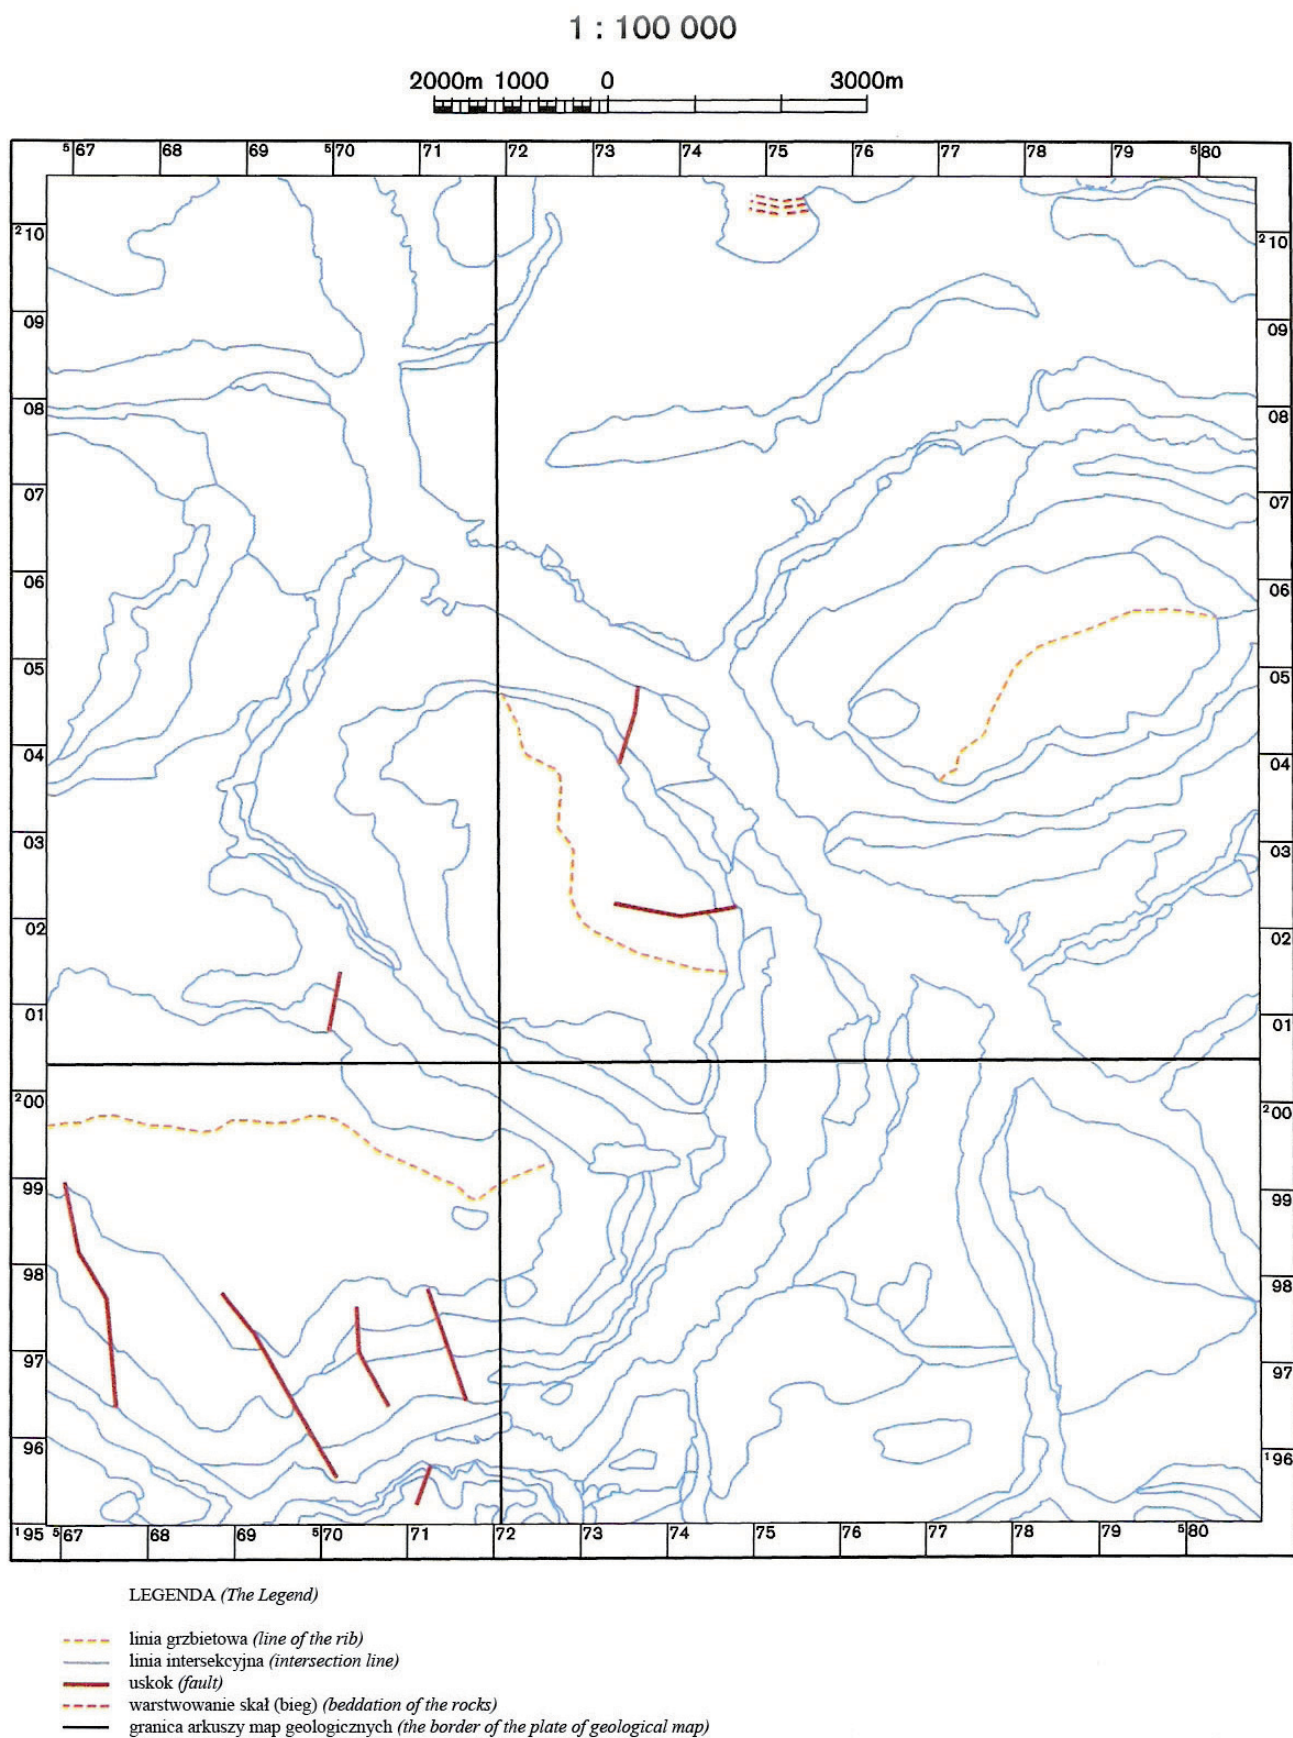 1 : 100 000
2000m 1000 0 3000m
⁵67 68 69 ⁵70 71 72 73 74 75 76 77 78 79 ⁵80
²10 ²10
09 09
08 08
07 07
06 06
05 05
04 04
03 03
02 02
01 01
²00 ²00
99 99
98 98
97 97
96 ¹96
¹95 ⁵67 68 69 ⁵70 71 72 73 74 75 76 77 78 79 ⁵80
LEGENDA (The Legend)
linia grzbietowa (line of the rib)
linia intersekcyjna (intersection line)
uskok (fault)
warstwowanie skał (bieg) (beddation of the rocks)
granica arkuszy map geologicznych (the border of the plate of geological map)